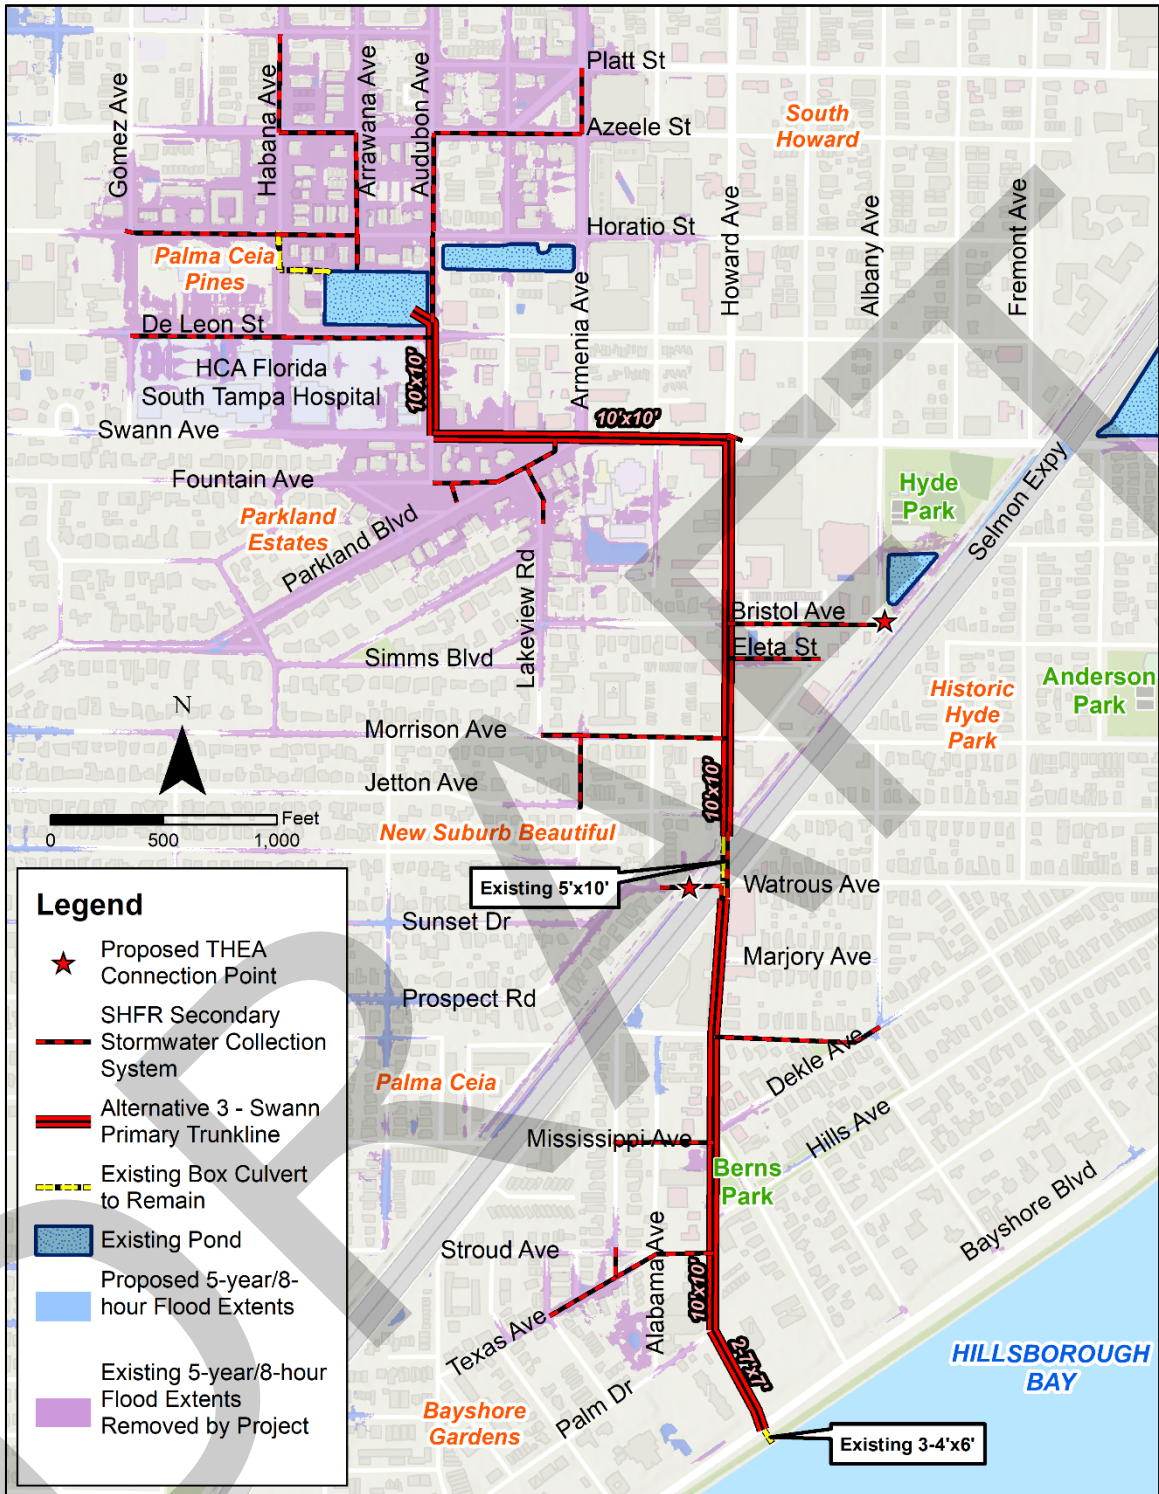 Platt St
Azeele St
South
Howard
Gomez Ave
Habana Ave
Arrawana Ave
Audubon Ave
Horatio St
Howard Ave
Albany Ave
Fremont Ave
Palma Ceia
Pines
Armenia Ave
De Leon St
HCA Florida
South Tampa Hospital
10'x10'
10'x10'
Swann Ave
Fountain Ave
Parkland
Estates
Parkland Blvd
Hyde
Park
Selmon Expy
Lakeview Rd
Bristol Ave
Eleta St
Simms Blvd
Anderson
Park
Historic
Hyde
Park
N
Morrison Ave
Jetton Ave
10'x10'
Feet
0 500 1,000
New Suburb Beautiful
Existing 5'x10'
Watrous Ave
Sunset Dr
Marjory Ave
Prospect Rd
Dekle Ave
Palma Ceia
Hills Ave
Mississippi Ave
Berns
Park
Bayshore Blvd
Stroud Ave
Alabama Ave
10'x10'
Texas Ave
2-7'x7'
Palm Dr
HILLSBOROUGH
BAY
Bayshore
Gardens
Existing 3-4'x6'
Legend
Proposed THEA
Connection Point
SHFR Secondary
Stormwater Collection
System
Alternative 3 - Swann
Primary Trunkline
Existing Box Culvert
to Remain
Existing Pond
Proposed 5-year/8-
hour Flood Extents
Existing 5-year/8-hour
Flood Extents
Removed by Project
DRAFT